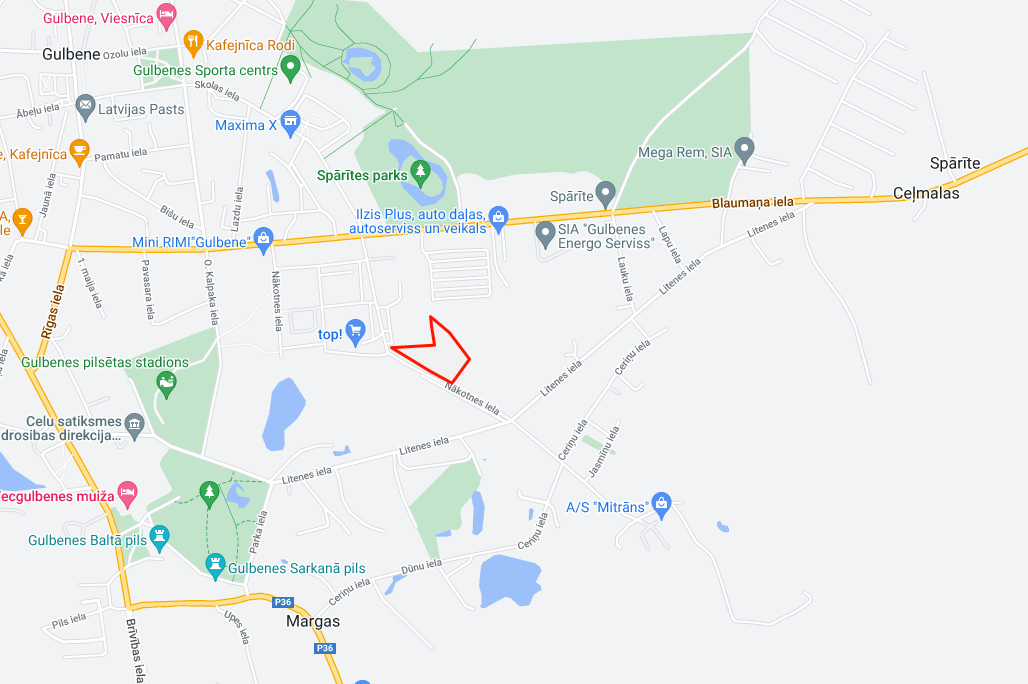 Gulbene, Viesnīca
Kafejnīca Rodi
Gulbene
Ozolu iela
Gulbenes Sporta centrs
Skolas iela
Ābeļu iela
Latvijas Pasts
Maxima X
e, Kafejnīca
Pamatu iela
Mega Rem, SIA
Spārīte
Ceļmalas
Spārītes parks
Jaunā iela
Bišu iela
Lazdu iela
Spārīte
Blaumaņa iela
Ilzis Plus, auto daļas,
autoserviss un veikals
SIA "Gulbenes
Energo Serviss"
Litenes iela
Lapu iela
A,
le
Mini RIMI"Gulbene"
1. maija iela
Pavasara iela
O. Kalpaka iela
Nākotnes iela
Lauku iela
Litenes iela
Rīgas iela
top!
Gulbenes pilsētas stadions
Ceriņu iela
Litenes iela
Nākotnes iela
Ceļu satiksmes
drošības direkcija...
Litenes iela
Ceriņu iela
Jasmīnu iela
Litenes iela
Vecgulbenes muiža
A/S "Mitrāns"
Parka iela
Gulbenes Baltā pils
Ceriņu iela
Gulbenes Sarkanā pils
Dūņu iela
Ceriņu iela
P36
Pils iela
Upes iela
Margas
Brīvības iela
P36